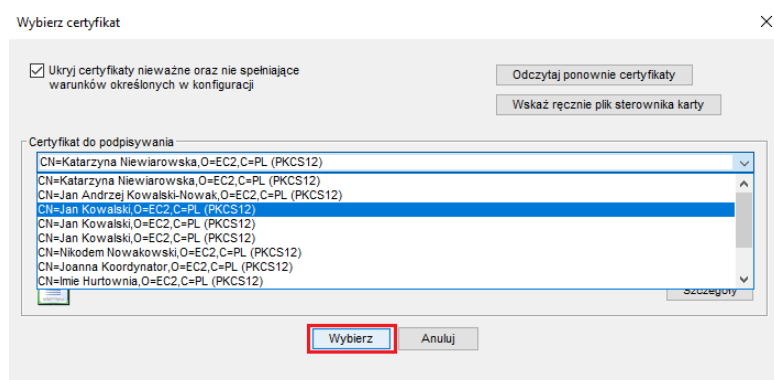 Wybierz certyfikat
Ukryj certyfikaty nieważne oraz nie spełniające
warunków określonych w konfiguracji
Odczytaj ponownie certyfikaty
Wskaż ręcznie plik sterownika karty
Certyfikat do podpisywania
CN=Katarzyna Niewiarowska,O=EC2,C=PL (PKCS12)
CN=Katarzyna Niewiarowska,O=EC2,C=PL (PKCS12)
CN=Jan Andrzej Kowalski-Nowak,O=EC2,C=PL (PKCS12)
CN=Jan Kowalski,O=EC2,C=PL (PKCS12)
CN=Jan Kowalski,O=EC2,C=PL (PKCS12)
CN=Jan Kowalski,O=EC2,C=PL (PKCS12)
CN=Nikodem Nowakowski,O=EC2,C=PL (PKCS12)
CN=Joanna Koordynator,O=EC2,C=PL (PKCS12)
CN=Imie Hurtownia,O=EC2,C=PL (PKCS12)
Szczegóły
Wybierz
Anuluj